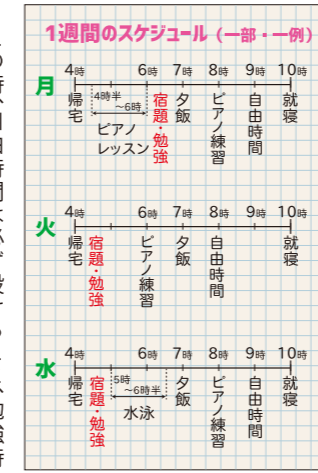 1週間のスケジュール（一部・一例）
月
4時 6時 7時 8時 9時 10時
帰宅
4時半
～6時
ピアノ
レッスン
宿題・勉強
夕飯
ピアノ練習
自由時間
就寝
火
4時 6時 7時 8時 9時 10時
帰宅
宿題・勉強
ピアノ練習
夕飯
自由時間
就寝
水
4時 6時 7時 8時 9時 10時
帰宅
宿題・勉強
5時
～6時半
水泳
夕飯
ピアノ練習
自由時間
就寝